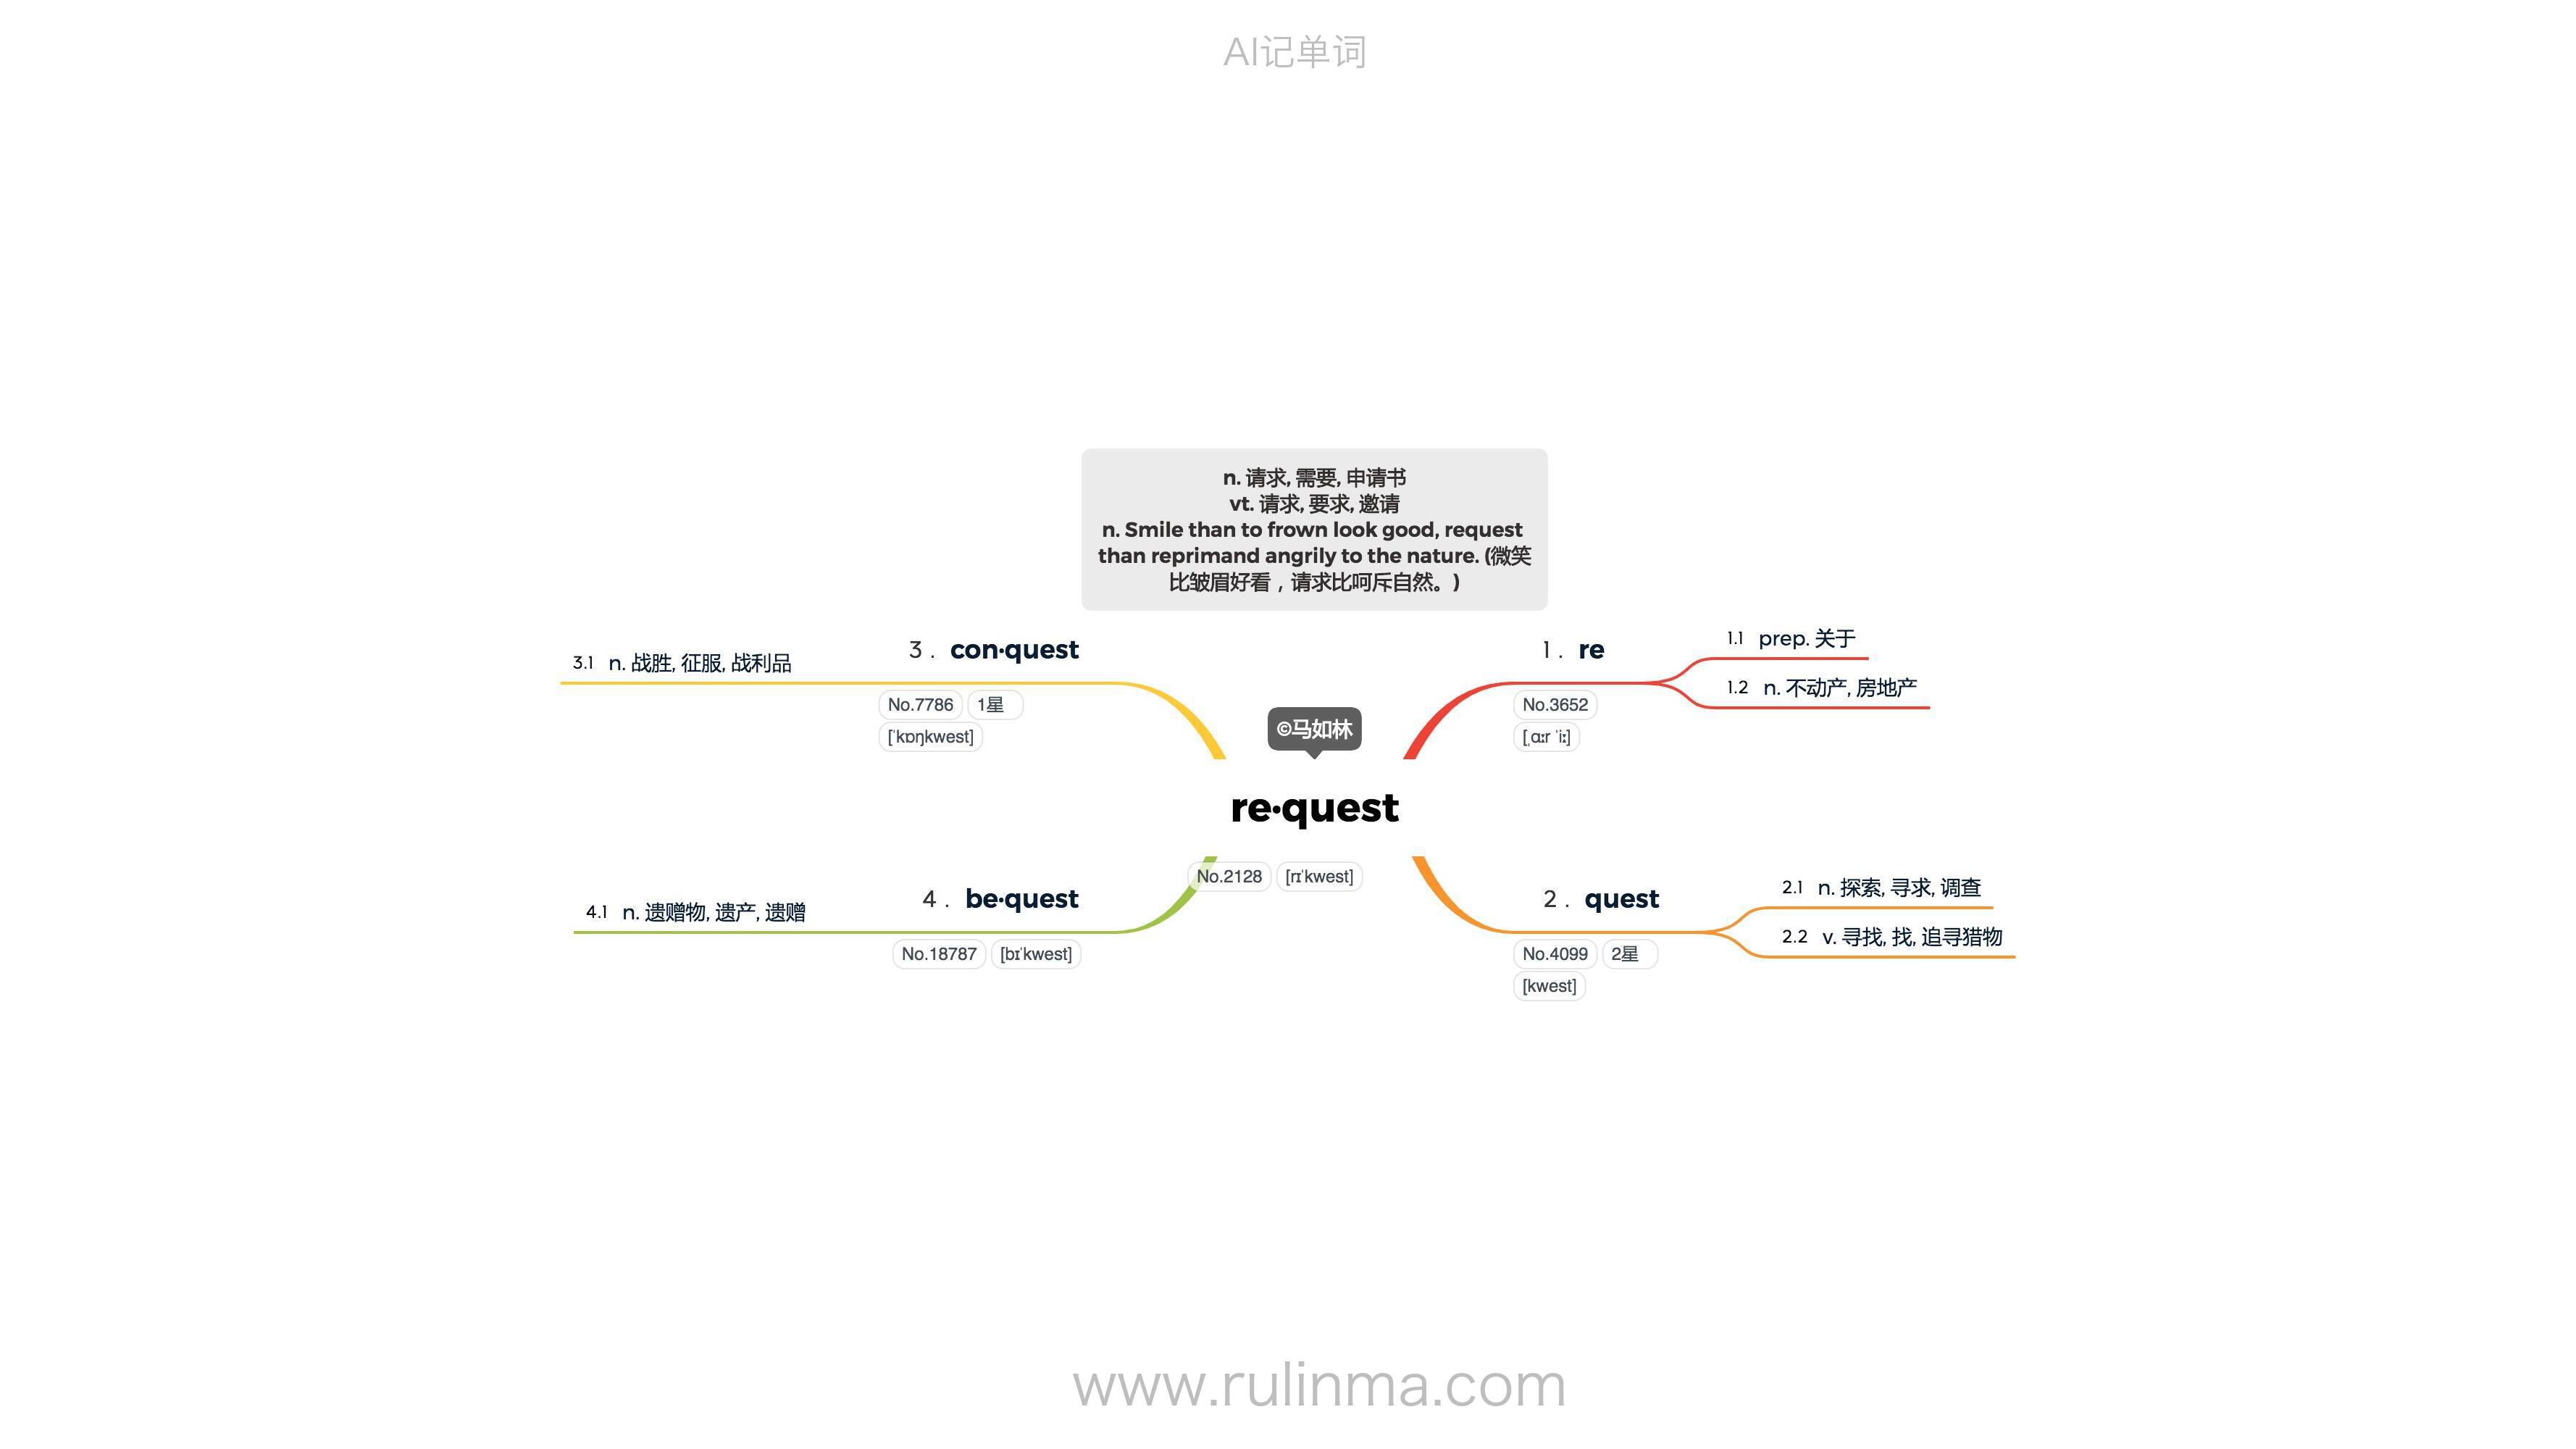 AI记单词
n. 请求, 需要, 申请书
vt. 请求, 要求, 邀请
n. Smile than to frown look good, request
than reprimand angrily to the nature. (微笑
比皱眉好看，请求比呵斥自然。)
©马如林
re·quest
No.2128 [rɪˈkwest]
1. re
No.3652
[ˌɑːr ˈiː]
1.1 prep. 关于
1.2 n. 不动产, 房地产
2. quest
No.4099 2星
[kwest]
2.1 n. 探索, 寻求, 调查
2.2 v. 寻找, 找, 追寻猎物
3. con·quest
No.7786 1星
[ˈkɒŋkwest]
3.1 n. 战胜, 征服, 战利品
4. be·quest
No.18787 [bɪˈkwest]
4.1 n. 遗赠物, 遗产, 遗赠
www.rulinma.com